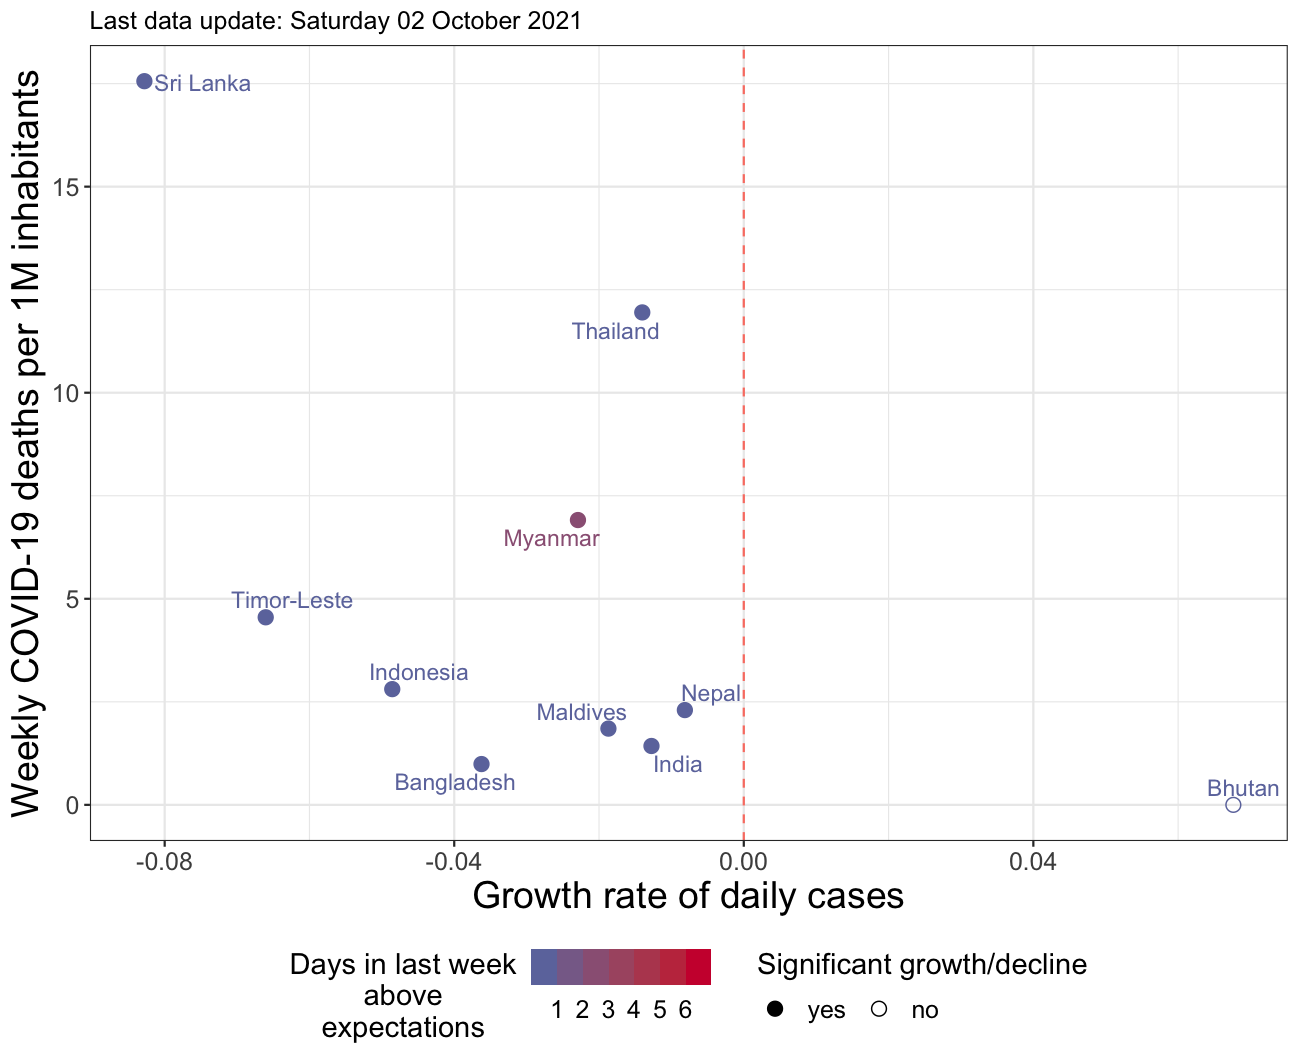 Last data update: Saturday 02 October 2021
Weekly COVID-19 deaths per 1M inhabitants
Sri Lanka
15
Thailand
10
Myanmar
5
Timor-Leste
Indonesia
Nepal
Maldives
India
Bangladesh
Bhutan
0
-0.08 -0.04 0.00 0.04
Growth rate of daily cases
Days in last week
above
expectations
1 2 3 4 5 6
Significant growth/decline
yes no